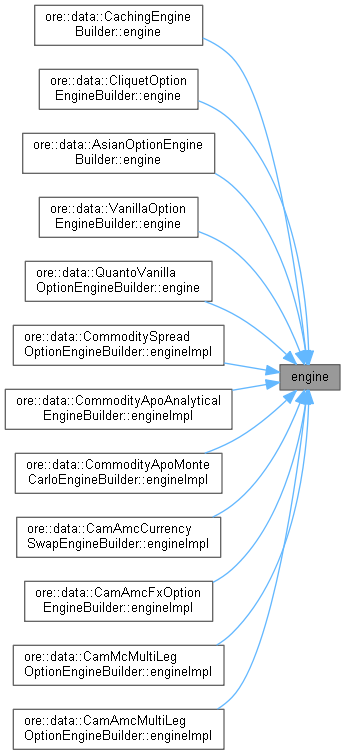 ore::data::CachingEngine
Builder::engine
ore::data::CliquetOption
EngineBuilder::engine
ore::data::AsianOptionEngine
Builder::engine
ore::data::VanillaOption
EngineBuilder::engine
ore::data::QuantoVanilla
OptionEngineBuilder::engine
ore::data::CommoditySpread
OptionEngineBuilder::engineImpl
engine
ore::data::CommodityApoAnalytical
EngineBuilder::engineImpl
ore::data::CommodityApoMonte
CarloEngineBuilder::engineImpl
ore::data::CamAmcCurrency
SwapEngineBuilder::engineImpl
ore::data::CamAmcFxOption
EngineBuilder::engineImpl
ore::data::CamMcMultiLeg
OptionEngineBuilder::engineImpl
ore::data::CamAmcMultiLeg
OptionEngineBuilder::engineImpl